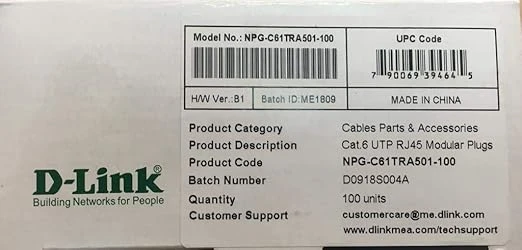 Model No.: NPG-C61TRA501-100
UPC Code
7 90069 39464 5
H/W Ver.: B1
Batch ID: ME1809
MADE IN CHINA
D-Link
Building Networks for People
Product Category Cables Parts & Accessories
Product Description Cat.6 UTP RJ45 Modular Plugs
Product Code NPG-C61TRA501-100
Batch Number D0918S004A
Quantity 100 units
Customer Support customercare@me.dlink.com
www.dlinkmea.com/techsupport